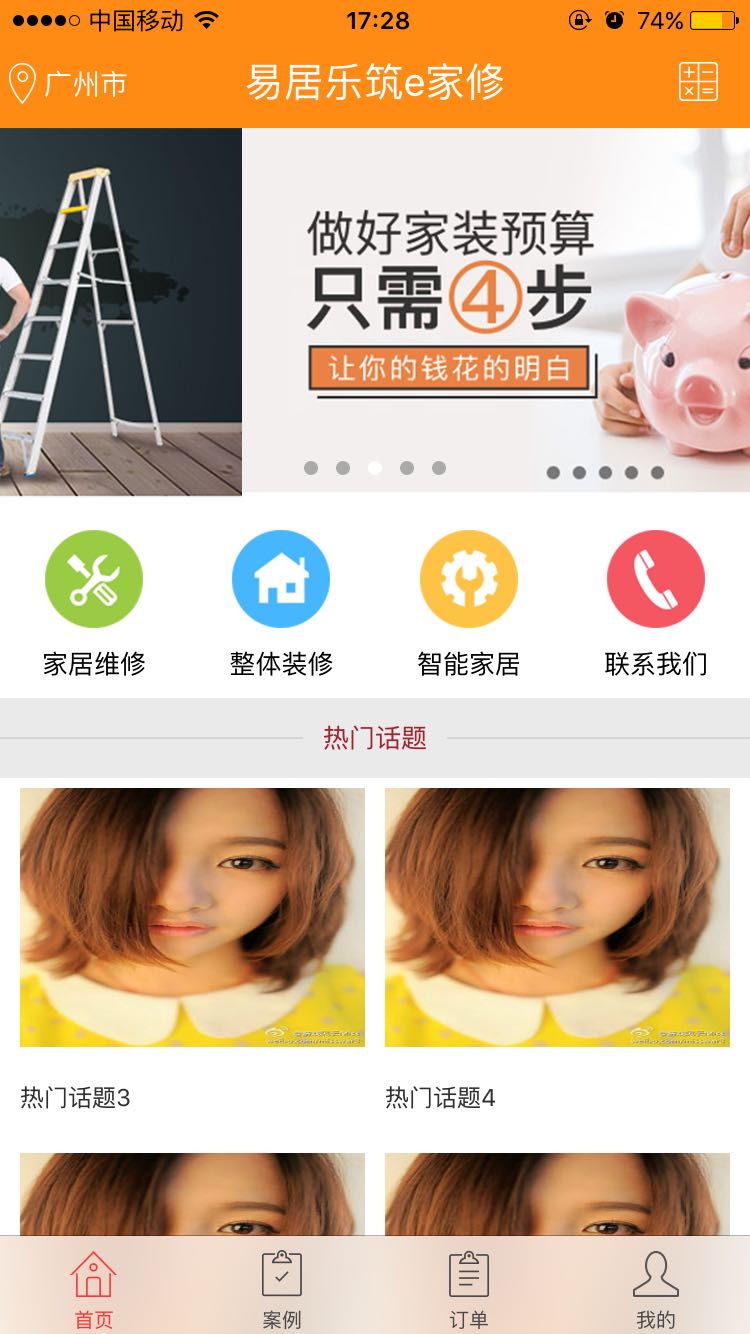 中国移动
17:28
74%
广州市
易居乐筑e家修
做好家装预算
只需④步
让你的钱花的明白
家居维修
整体装修
智能家居
联系我们
热门话题
热门话题3
热门话题4
首页
案例
订单
我的